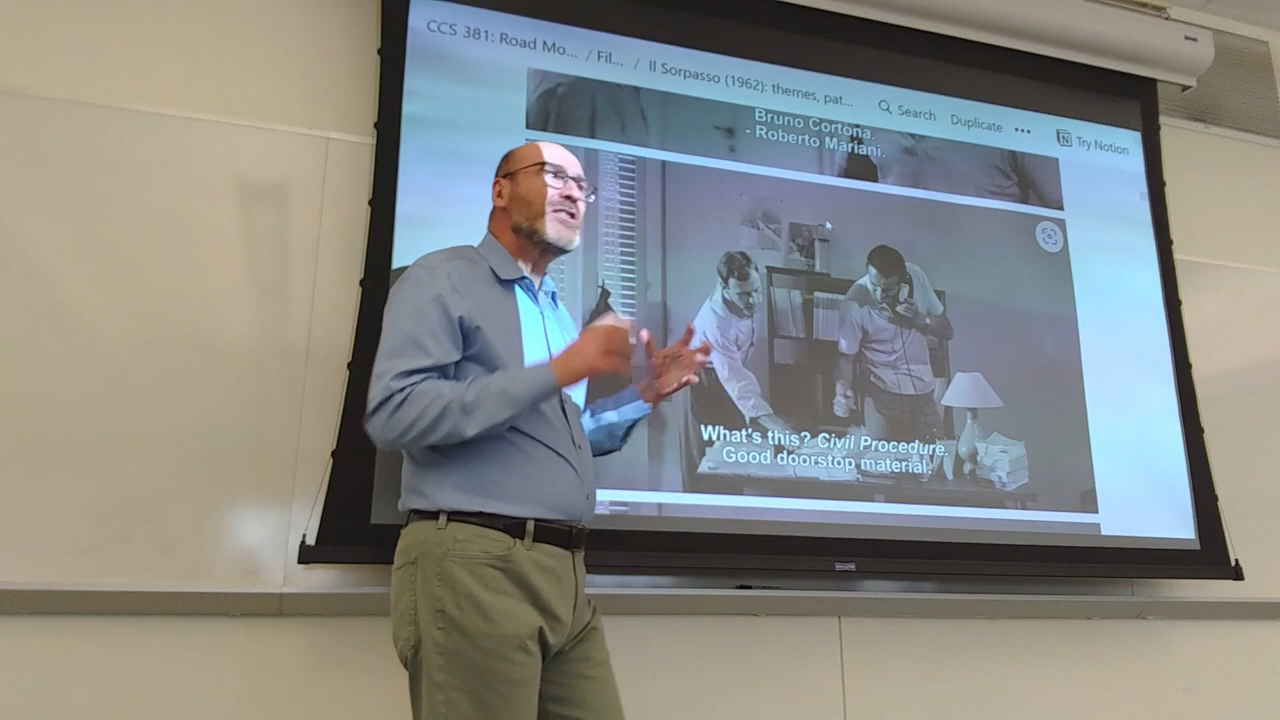 CCS 381: Road Mo... / Fil... / Il Sorpasso (1962): themes, pat...
Search Duplicate ••• Try Notion
Bruno Cortona.
- Roberto Mariani.
What's this? Civil Procedure.
Good doorstop material.